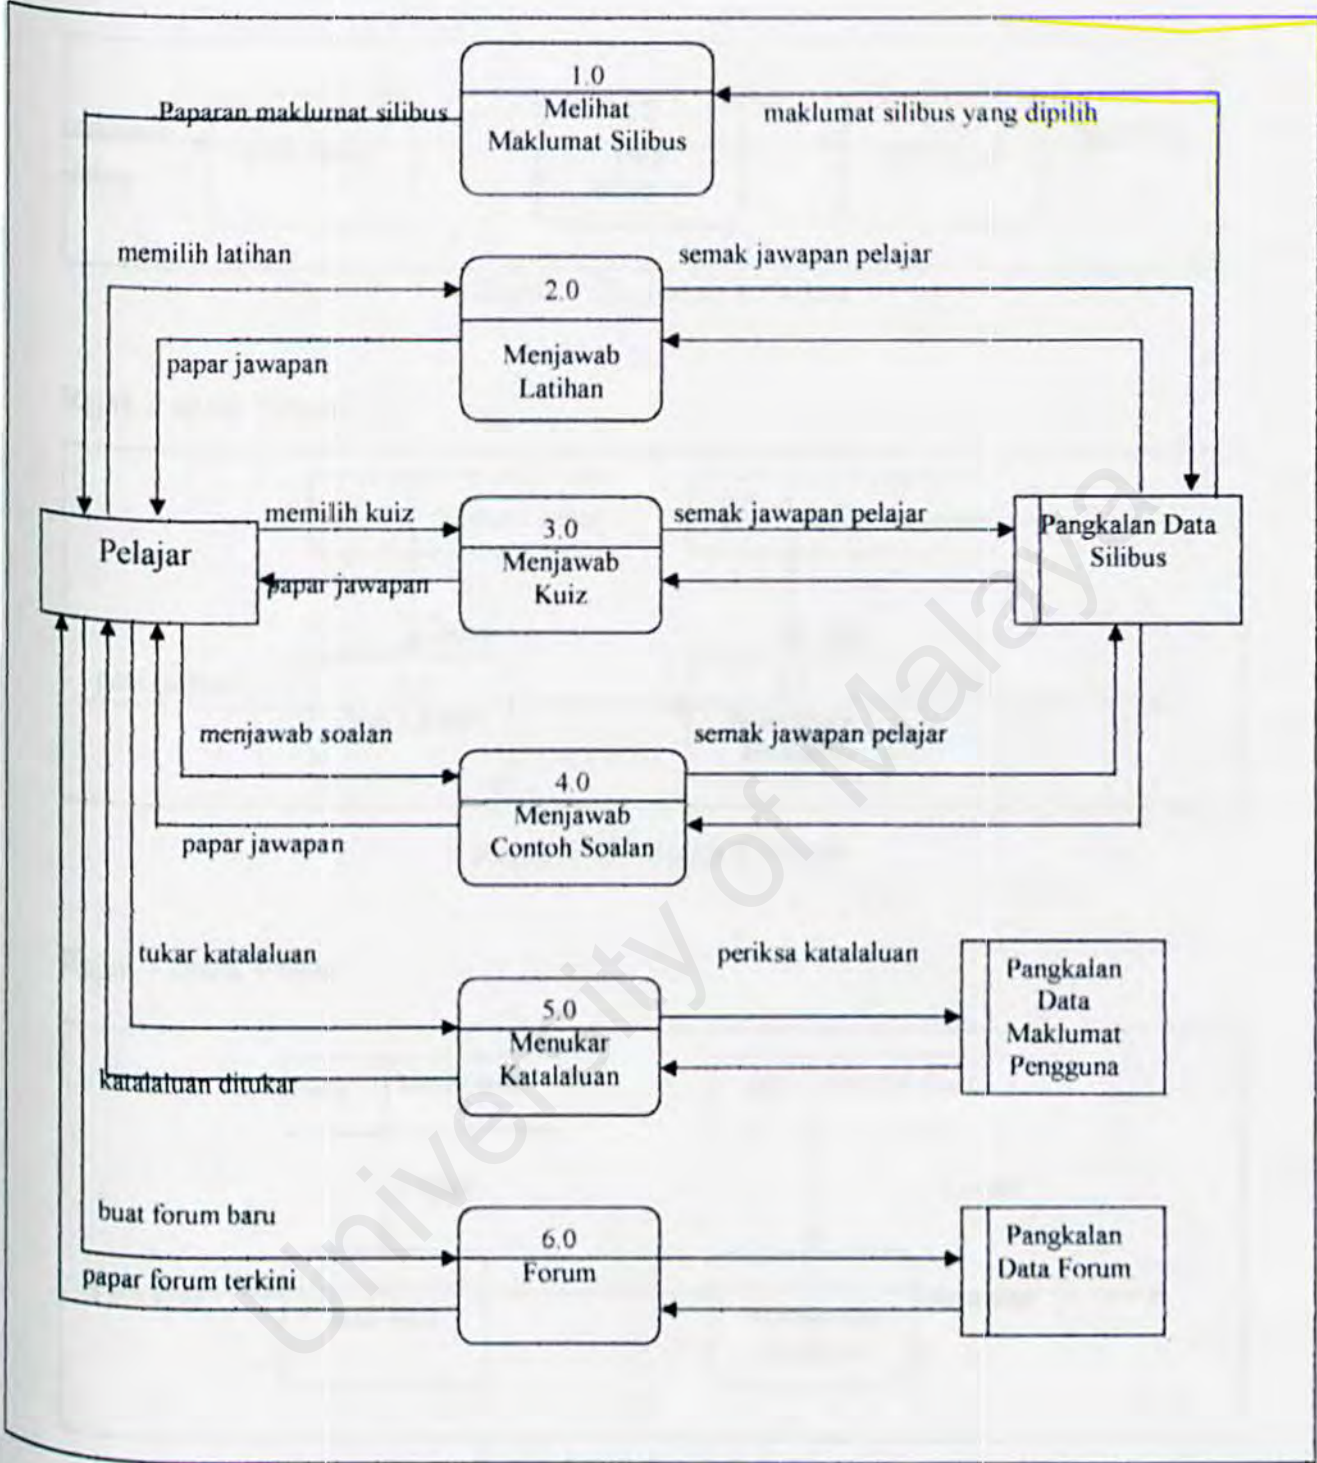 1.0
Melihat
Maklumat Silibus
Paparan maklumat silibus
maklumat silibus yang dipilih
memilih latihan
semak jawapan pelajar
2.0
Menjawab
Latihan
papar jawapan
memilih kuiz
semak jawapan pelajar
3.0
Menjawab
Kuiz
Pelajar
papar jawapan
Pangkalan Data
Silibus
menjawab soalan
semak jawapan pelajar
4.0
Menjawab
Contoh Soalan
papar jawapan
tukar katalaluan
periksa katalaluan
5.0
Menukar
Katalaluan
katalaluan ditukar
Pangkalan
Data
Maklumat
Pengguna
buat forum baru
6.0
Forum
papar forum terkini
Pangkalan
Data Forum
University of Malaya